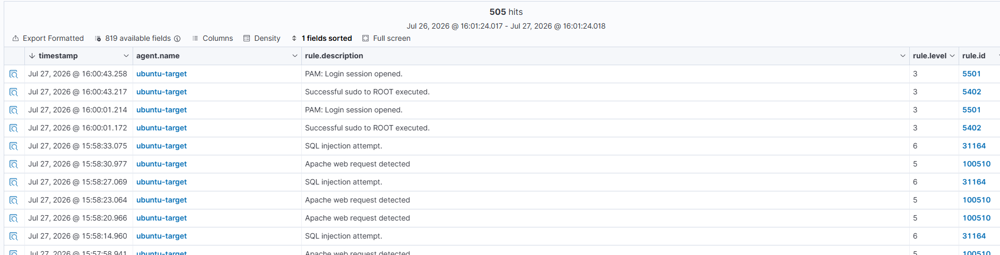 505 hits
Jul 26, 2026 @ 16:01:24.017 - Jul 27, 2026 @ 16:01:24.018
Export Formatted 819 available fields Columns Density 1 fields sorted Full screen
timestamp agent.name rule.description rule.level rule.id
Jul 27, 2026 @ 16:00:43.258 ubuntu-target PAM: Login session opened. 3 5501
Jul 27, 2026 @ 16:00:43.217 ubuntu-target Successful sudo to ROOT executed. 3 5402
Jul 27, 2026 @ 16:00:01.214 ubuntu-target PAM: Login session opened. 3 5501
Jul 27, 2026 @ 16:00:01.172 ubuntu-target Successful sudo to ROOT executed. 3 5402
Jul 27, 2026 @ 15:58:33.075 ubuntu-target SQL injection attempt. 6 31164
Jul 27, 2026 @ 15:58:30.977 ubuntu-target Apache web request detected 5 100510
Jul 27, 2026 @ 15:58:27.069 ubuntu-target SQL injection attempt. 6 31164
Jul 27, 2026 @ 15:58:23.064 ubuntu-target Apache web request detected 5 100510
Jul 27, 2026 @ 15:58:20.966 ubuntu-target Apache web request detected 5 100510
Jul 27, 2026 @ 15:58:14.960 ubuntu-target SQL injection attempt. 6 31164
Jul 27, 2026 @ 15:57:58.941 ubuntu-target Apache web request detected 5 100510